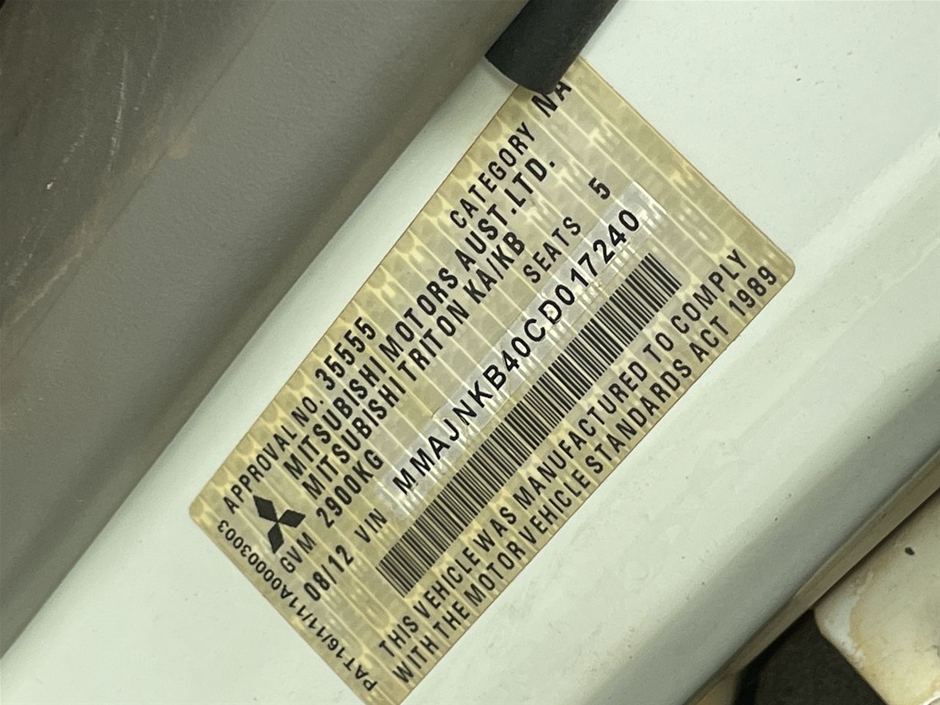 APPROVAL NO. 35555 CATEGORY NA
MITSUBISHI MOTORS AUST.LTD.
MITSUBISHI TRITON KA/KB
GVM 2900KG SEATS 5
08/12 VIN MMAJNKB40CD017240
THIS VEHICLE WAS MANUFACTURED TO COMPLY
WITH THE MOTOR VEHICLE STANDARDS ACT 1989
PAT16/11/11A000003003